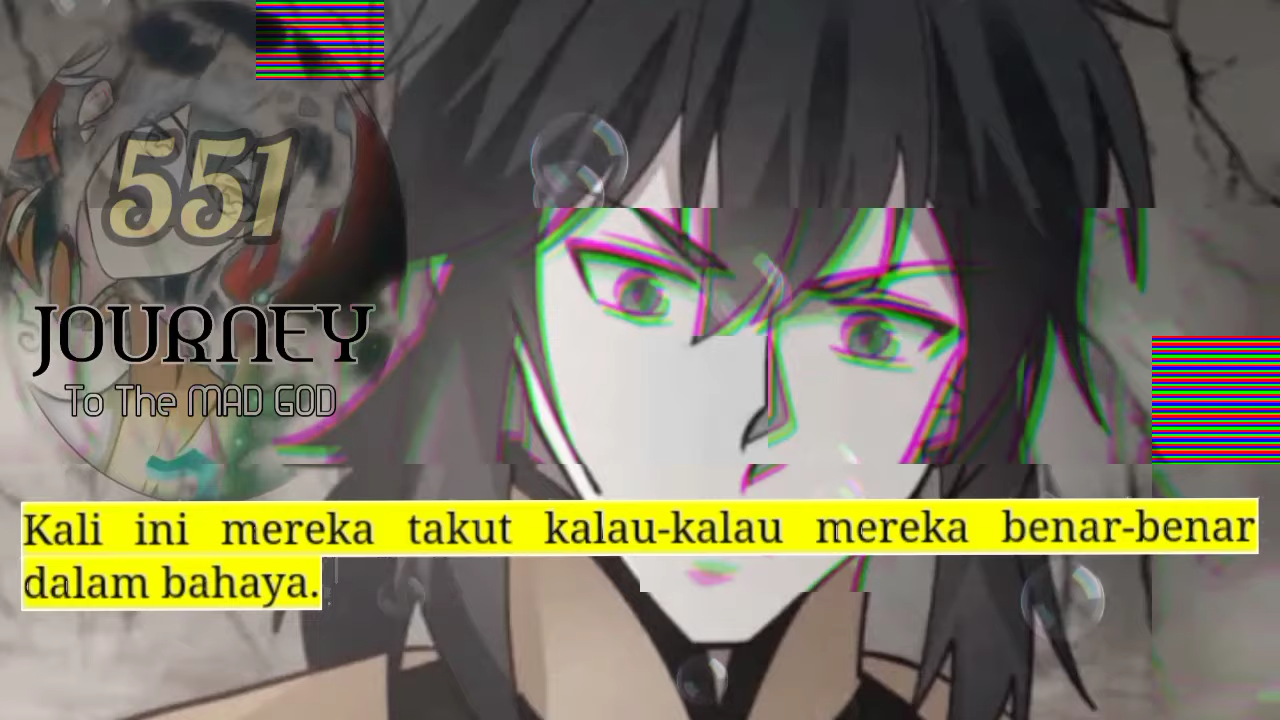 551
JOURNEY
To The MAD GOD
Kali ini mereka takut kalau-kalau mereka benar-benar
dalam bahaya.